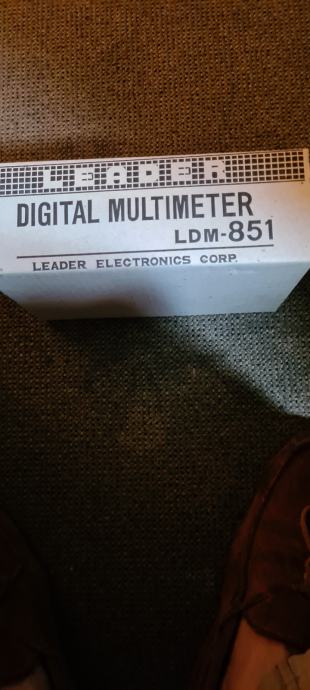 LEADER
DIGITAL MULTIMETER
LDM-851
LEADER ELECTRONICS CORP.